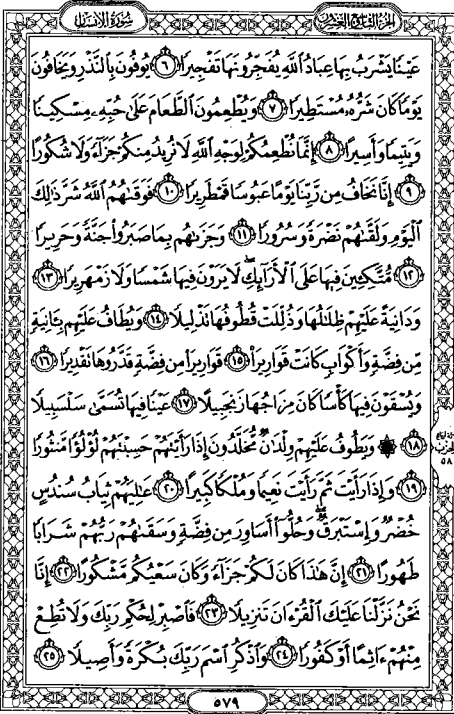 سُورَةُ الإِنسَانِ
عَيْنًا يَشْرَبُ بِهَا عِبَادُ ٱللَّهِ يُفَجِّرُونَهَا تَفْجِيرًا ٦ يُوفُونَ بِٱلنَّذْرِ وَيَخَافُونَ
يَوْمًا كَانَ شَرُّهُۥ مُسْتَطِيرًا ٧ وَيُطْعِمُونَ ٱلطَّعَامَ عَلَىٰ حُبِّهِۦ مِسْكِينًا
وَيَتِيمًا وَأَسِيرًا ٨ إِنَّمَا نُطْعِمُكُمْ لِوَجْهِ ٱللَّهِ لَا نُرِيدُ مِنكُمْ جَزَآءً وَلَا شُكُورًا
٩ إِنَّا نَخَافُ مِن رَّبِّنَا يَوْمًا عَبُوسًا قَمْطَرِيرًا ١٠ فَوَقَىٰهُمُ ٱللَّهُ شَرَّ ذَٰلِكَ
ٱلْيَوْمِ وَلَقَّىٰهُمْ نَضْرَةً وَسُرُورًا ١١ وَجَزَىٰهُم بِمَا صَبَرُوا۟ جَنَّةً وَحَرِيرًا
١٢ مُّتَّكِـِٔينَ فِيهَا عَلَى ٱلْأَرَآئِكِ ۖ لَا يَرَوْنَ فِيهَا شَمْسًا وَلَا زَمْهَرِيرًا ١٣
وَدَانِيَةً عَلَيْهِمْ ظِلَٰلُهَا وَذُلِّلَتْ قُطُوفُهَا تَذْلِيلًا ١٤ وَيُطَافُ عَلَيْهِم بِـَٔانِيَةٍ
مِّن فِضَّةٍ وَأَكْوَابٍ كَانَتْ قَوَارِيرَا۠ ١٥ قَوَارِيرَا۟ مِن فِضَّةٍ قَدَّرُوهَا تَقْدِيرًا ١٦
وَيُسْقَوْنَ فِيهَا كَأْسًا كَانَ مِزَاجُهَا زَنجَبِيلًا ١٧ عَيْنًا فِيهَا تُسَمَّىٰ سَلْسَبِيلًا
١٨ ۞ وَيَطُوفُ عَلَيْهِمْ وِلْدَٰنٌ مُّخَلَّدُونَ إِذَا رَأَيْتَهُمْ حَسِبْتَهُمْ لُؤْلُؤًا مَّنثُورًا
٥٨
١٩ وَإِذَا رَأَيْتَ ثَمَّ رَأَيْتَ نَعِيمًا وَمُلْكًا كَبِيرًا ٢٠ عَٰلِيَهُمْ ثِيَابُ سُندُسٍ
خُضْرٌ وَإِسْتَبْرَقٌ ۖ وَحُلُّوٓا۟ أَسَاوِرَ مِن فِضَّةٍ وَسَقَىٰهُمْ رَبُّهُمْ شَرَابًا
طَهُورًا ٢١ إِنَّ هَٰذَا كَانَ لَكُمْ جَزَآءً وَكَانَ سَعْيُكُم مَّشْكُورًا ٢٢ إِنَّا
نَحْنُ نَزَّلْنَا عَلَيْكَ ٱلْقُرْءَانَ تَنزِيلًا ٢٣ فَٱصْبِرْ لِحُكْمِ رَبِّكَ وَلَا تُطِعْ
مِنْهُمْ ءَاثِمًا أَوْ كَفُورًا ٢٤ وَٱذْكُرِ ٱسْمَ رَبِّكَ بُكْرَةً وَأَصِيلًا ٢٥
٥٧٩